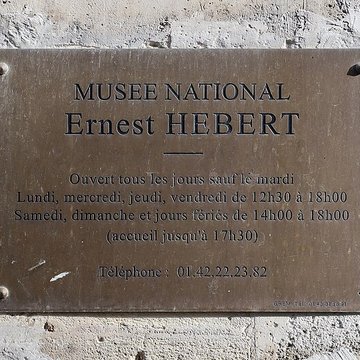 MUSEE NATIONAL
Ernest HEBERT
Ouvert tous les jours sauf le mardi
Lundi, mercredi, jeudi, vendredi de 12h30 à 18h00
Samedi, dimanche et jours fériés de 14h00 à 18h00
(accueil jusqu'à 17h30)
Téléphone : 01.42.22.23.82